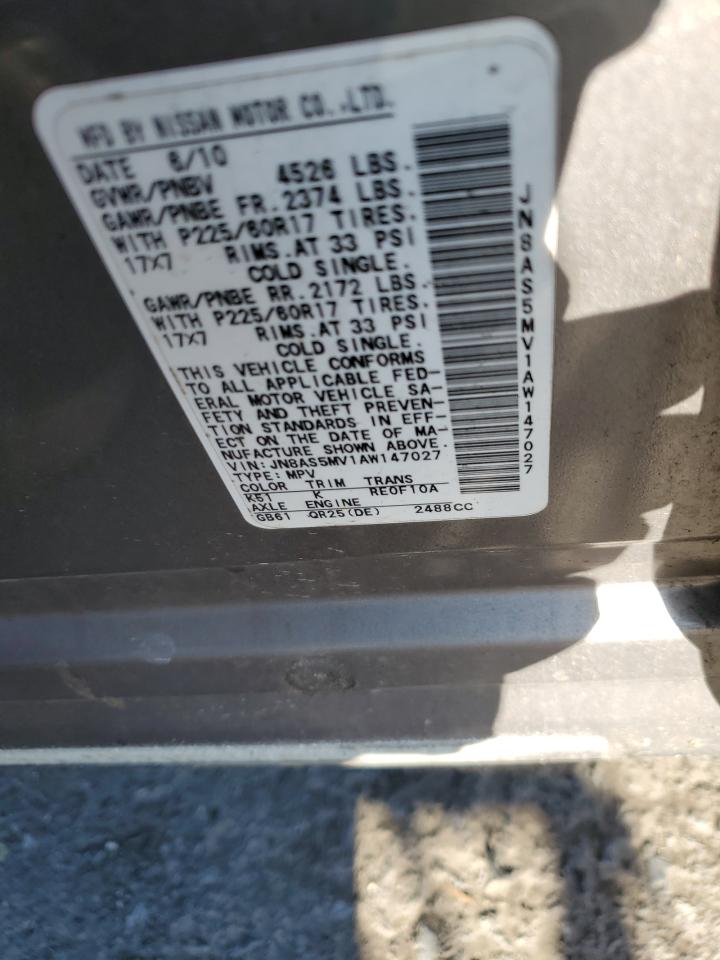 MFD BY NISSAN MOTOR CO.,LTD.
DATE 6/10
GVWR/PNBV 4526 LBS.
GAWR/PNBE FR. 2374 LBS.
WITH P225/60R17 TIRES.
17X7 RIMS. AT 33 PSI
COLD SINGLE.
GAWR/PNBE RR. 2172 LBS.
WITH P225/60R17 TIRES.
17X7 RIMS. AT 33 PSI
COLD SINGLE.
THIS VEHICLE CONFORMS
TO ALL APPLICABLE FED-
ERAL MOTOR VEHICLE SA-
FETY AND THEFT PREVEN-
TION STANDARDS IN EFF-
ECT ON THE DATE OF MA-
NUFACTURE SHOWN ABOVE.
VIN: JN8AS5MV1AW147027
TYPE: MPV
COLOR TRIM TRANS
K51 K RE0F10A
AXLE ENGINE
GB61 QR25(DE) 2488CC
JN8AS5MV1AW147027